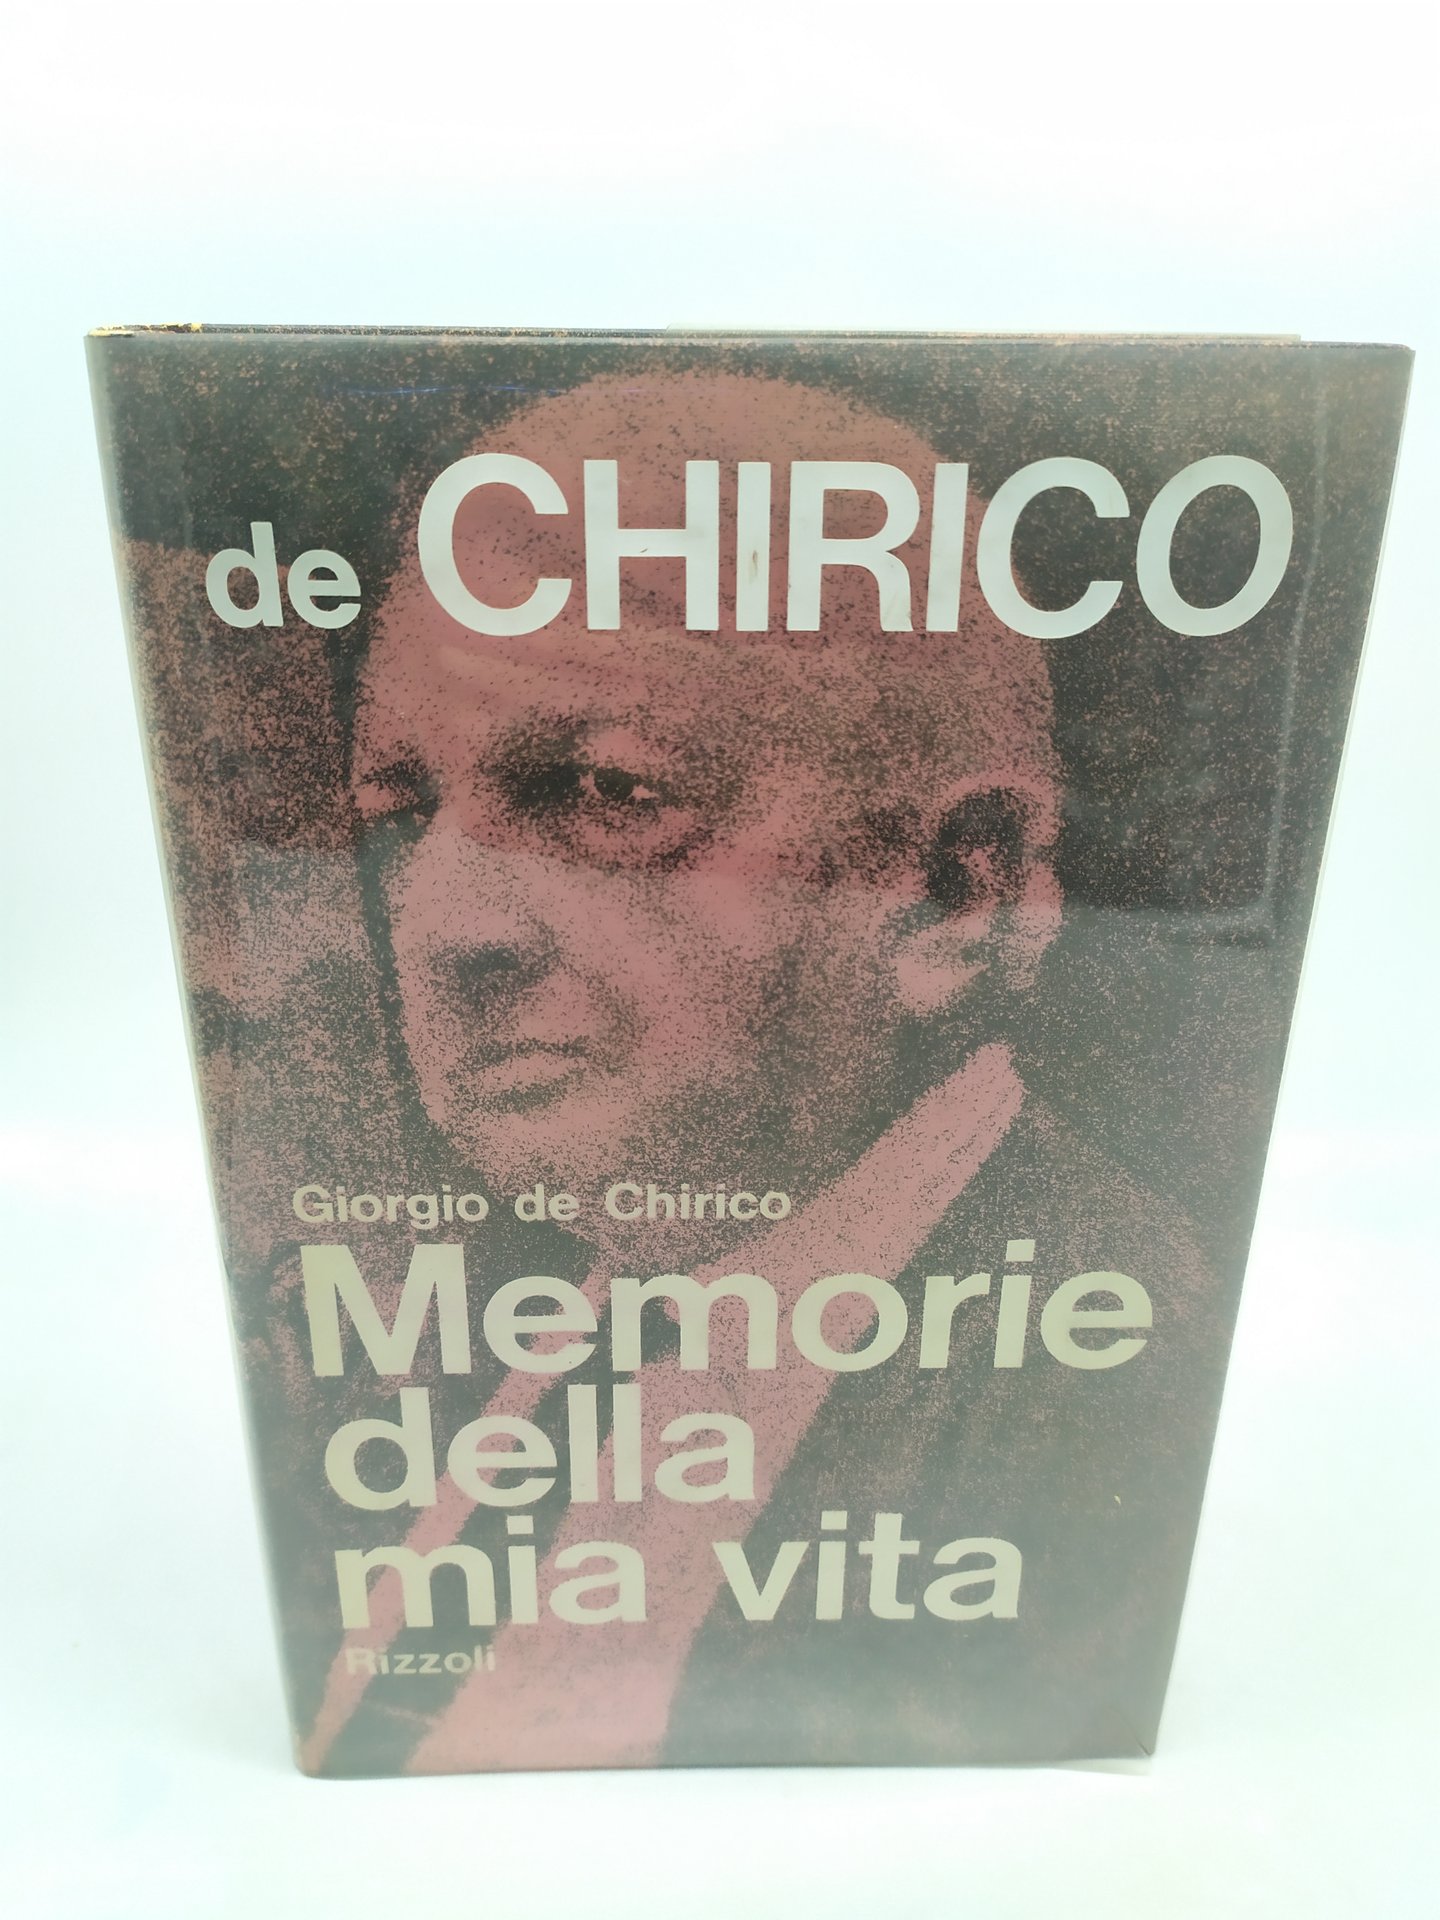 de CHIRICO
Giorgio de Chirico
Memorie
della
mia vita
Rizzoli